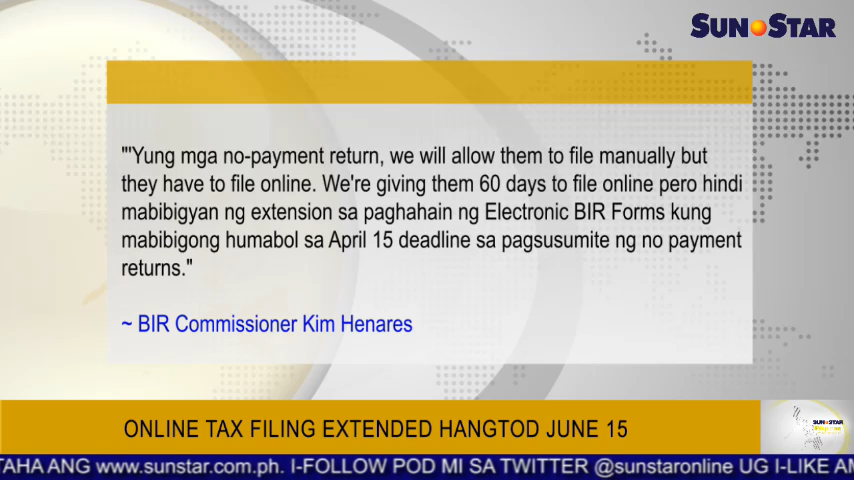 SUN STAR
"'Yung mga no-payment return, we will allow them to file manually but
they have to file online. We're giving them 60 days to file online pero hindi
mabibigyan ng extension sa paghahain ng Electronic BIR Forms kung
mabibigong humabol sa April 15 deadline sa pagsusumite ng no payment
returns."
~ BIR Commissioner Kim Henares
ONLINE TAX FILING EXTENDED HANGTOD JUNE 15
SUN STAR
TAHA ANG www.sunstar.com.ph. I-FOLLOW POD MI SA TWITTER @sunstaronline UG I-LIKE AM